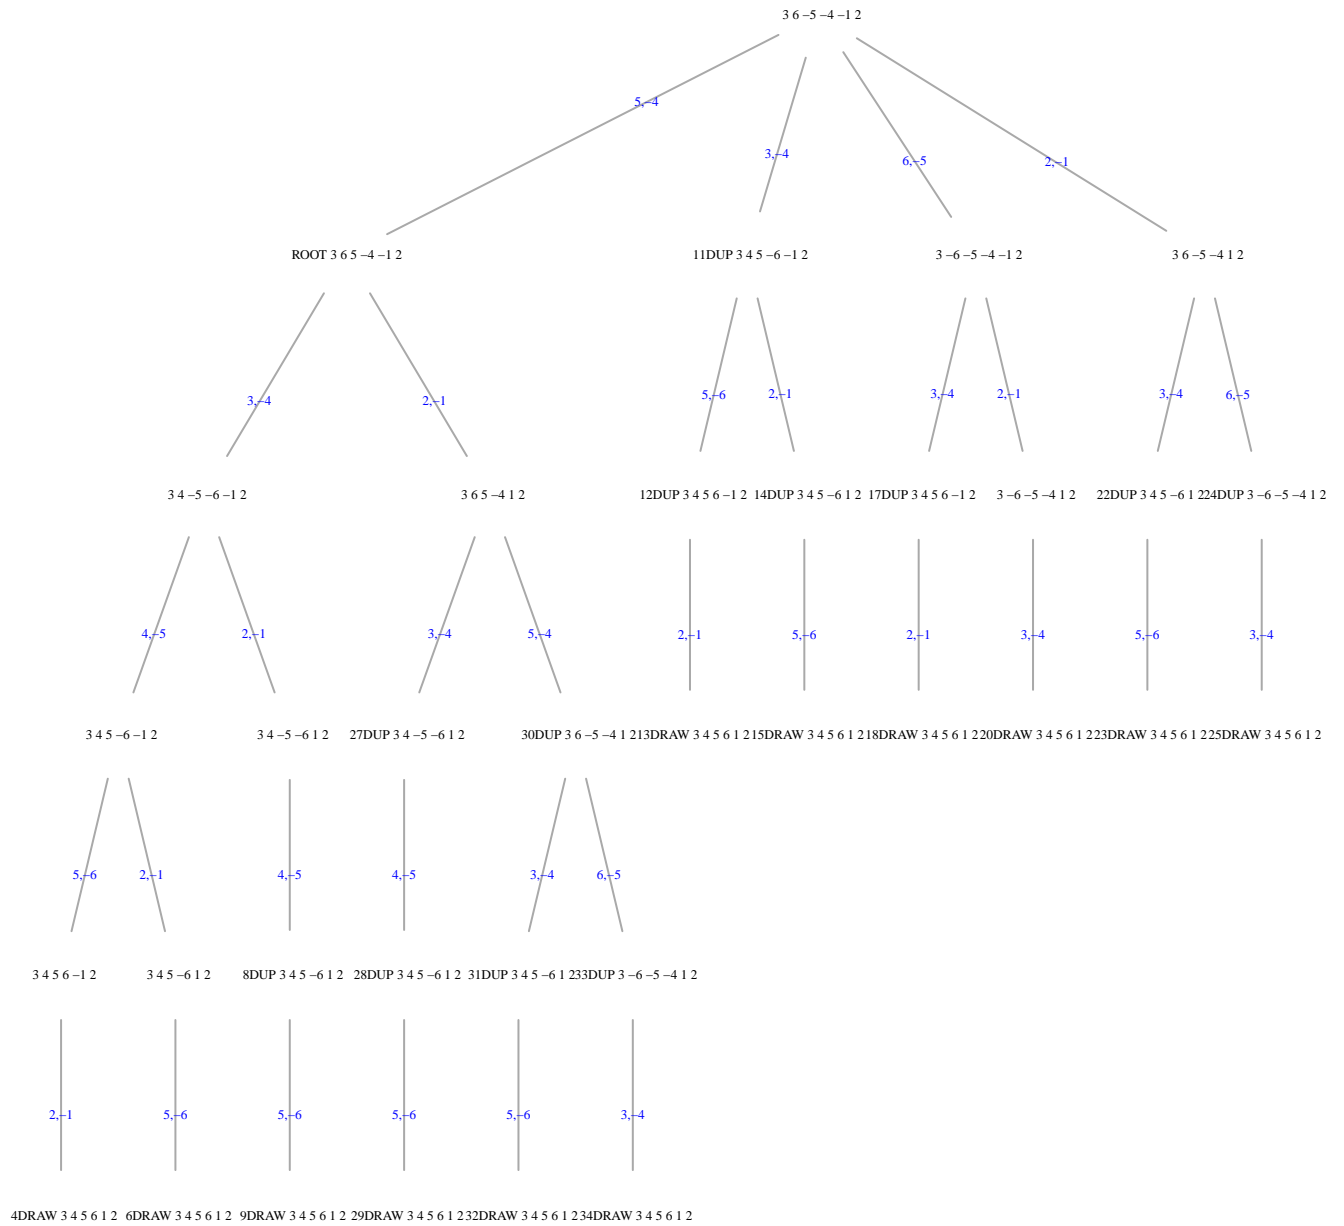 3 6 −5 −4 −1 2
5,−4
3,−4
6,−5
2,−1
ROOT 3 6 5 −4 −1 2
11DUP 3 4 5 −6 −1 2
3 −6 −5 −4 −1 2
3 6 −5 −4 1 2
3,−4
2,−1
5,−6
2,−1
3,−4
2,−1
3,−4
6,−5
3 4 −5 −6 −1 2
3 6 5 −4 1 2
12DUP 3 4 5 6 −1 2
14DUP 3 4 5 −6 1 2
17DUP 3 4 5 6 −1 2
3 −6 −5 −4 1 2
22DUP 3 4 5 −6 1 2
24DUP 3 −6 −5 −4 1 2
4,−5
2,−1
3,−4
5,−4
2,−1
5,−6
2,−1
3,−4
5,−6
3,−4
3 4 5 −6 −1 2
3 4 −5 −6 1 2
27DUP 3 4 −5 −6 1 2
30DUP 3 6 −5 −4 1 2
13DRAW 3 4 5 6 1 2
15DRAW 3 4 5 6 1 2
18DRAW 3 4 5 6 1 2
20DRAW 3 4 5 6 1 2
23DRAW 3 4 5 6 1 2
25DRAW 3 4 5 6 1 2
5,−6
2,−1
4,−5
4,−5
3,−4
6,−5
3 4 5 6 −1 2
3 4 5 −6 1 2
8DUP 3 4 5 −6 1 2
28DUP 3 4 5 −6 1 2
31DUP 3 4 5 −6 1 2
33DUP 3 −6 −5 −4 1 2
2,−1
5,−6
5,−6
5,−6
5,−6
3,−4
4DRAW 3 4 5 6 1 2
6DRAW 3 4 5 6 1 2
9DRAW 3 4 5 6 1 2
29DRAW 3 4 5 6 1 2
32DRAW 3 4 5 6 1 2
34DRAW 3 4 5 6 1 2